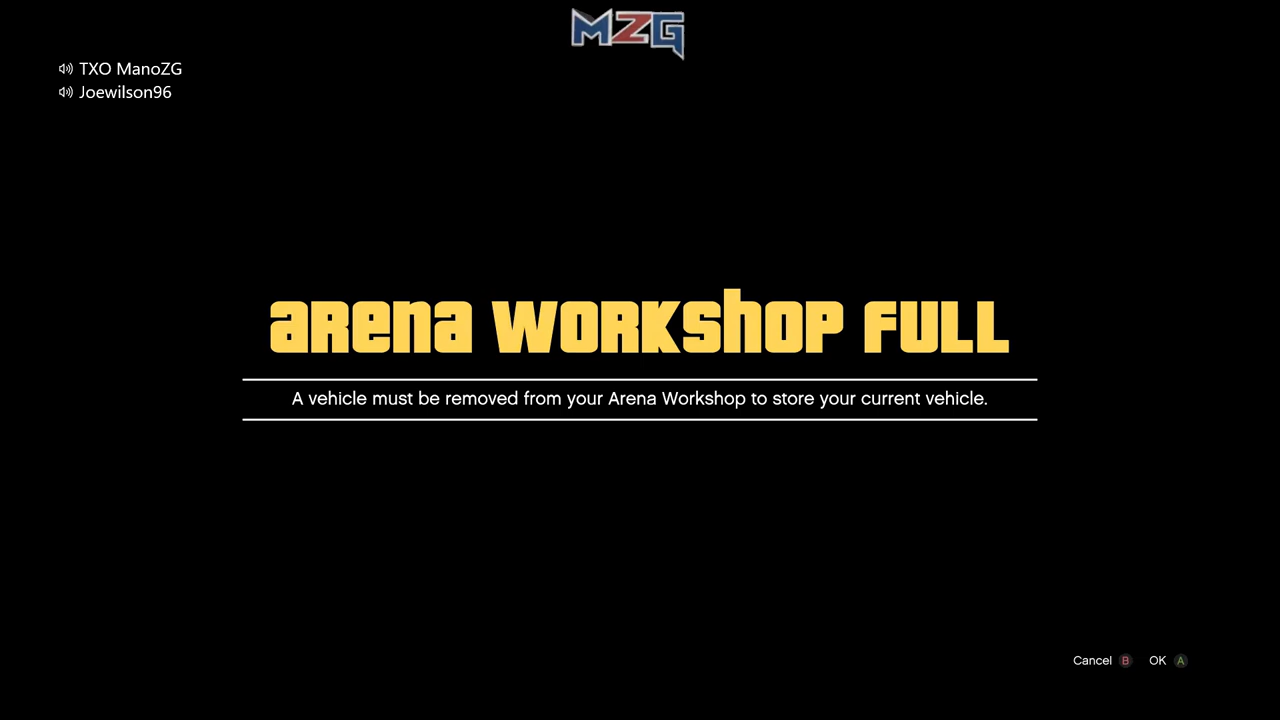 MZG
TXO ManoZG
Joewilson96
aRena WORKshop FULL
A vehicle must be removed from your Arena Workshop to store your current vehicle.
Cancel B OK A